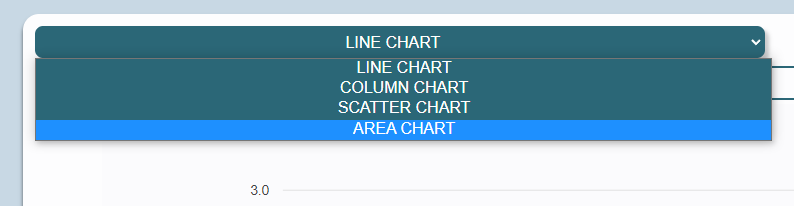 LINE CHART
LINE CHART
COLUMN CHART
SCATTER CHART
AREA CHART
3.0